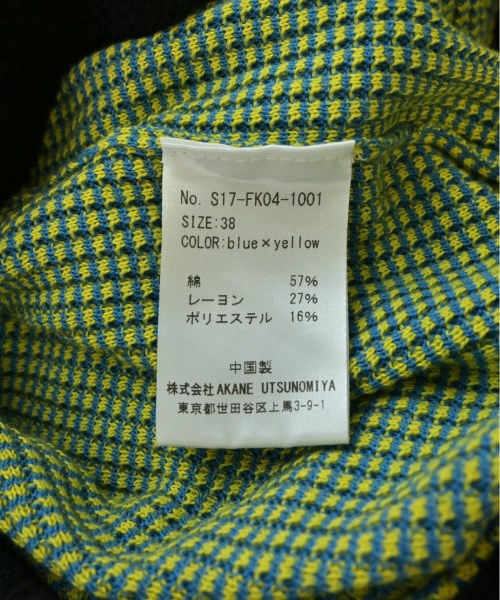 No. S17-FK04-1001
SIZE:38
COLOR:blue×yellow
綿 57%
レーヨン 27%
ポリエステル 16%
中国製
株式会社AKANE UTSUNOMIYA
東京都世田谷区上馬3-9-1